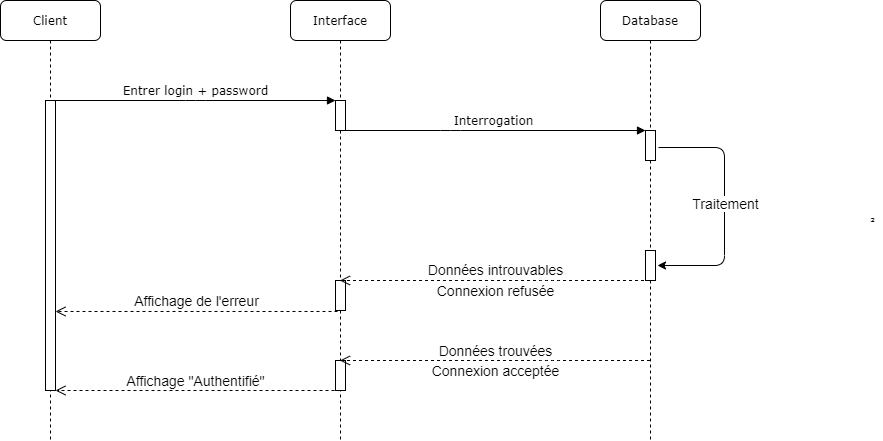 Client
Interface
Database
Entrer login + password
Interrogation
Traitement
2
Données introuvables
Connexion refusée
Affichage de l'erreur
Données trouvées
Connexion acceptée
Affichage "Authentifié"